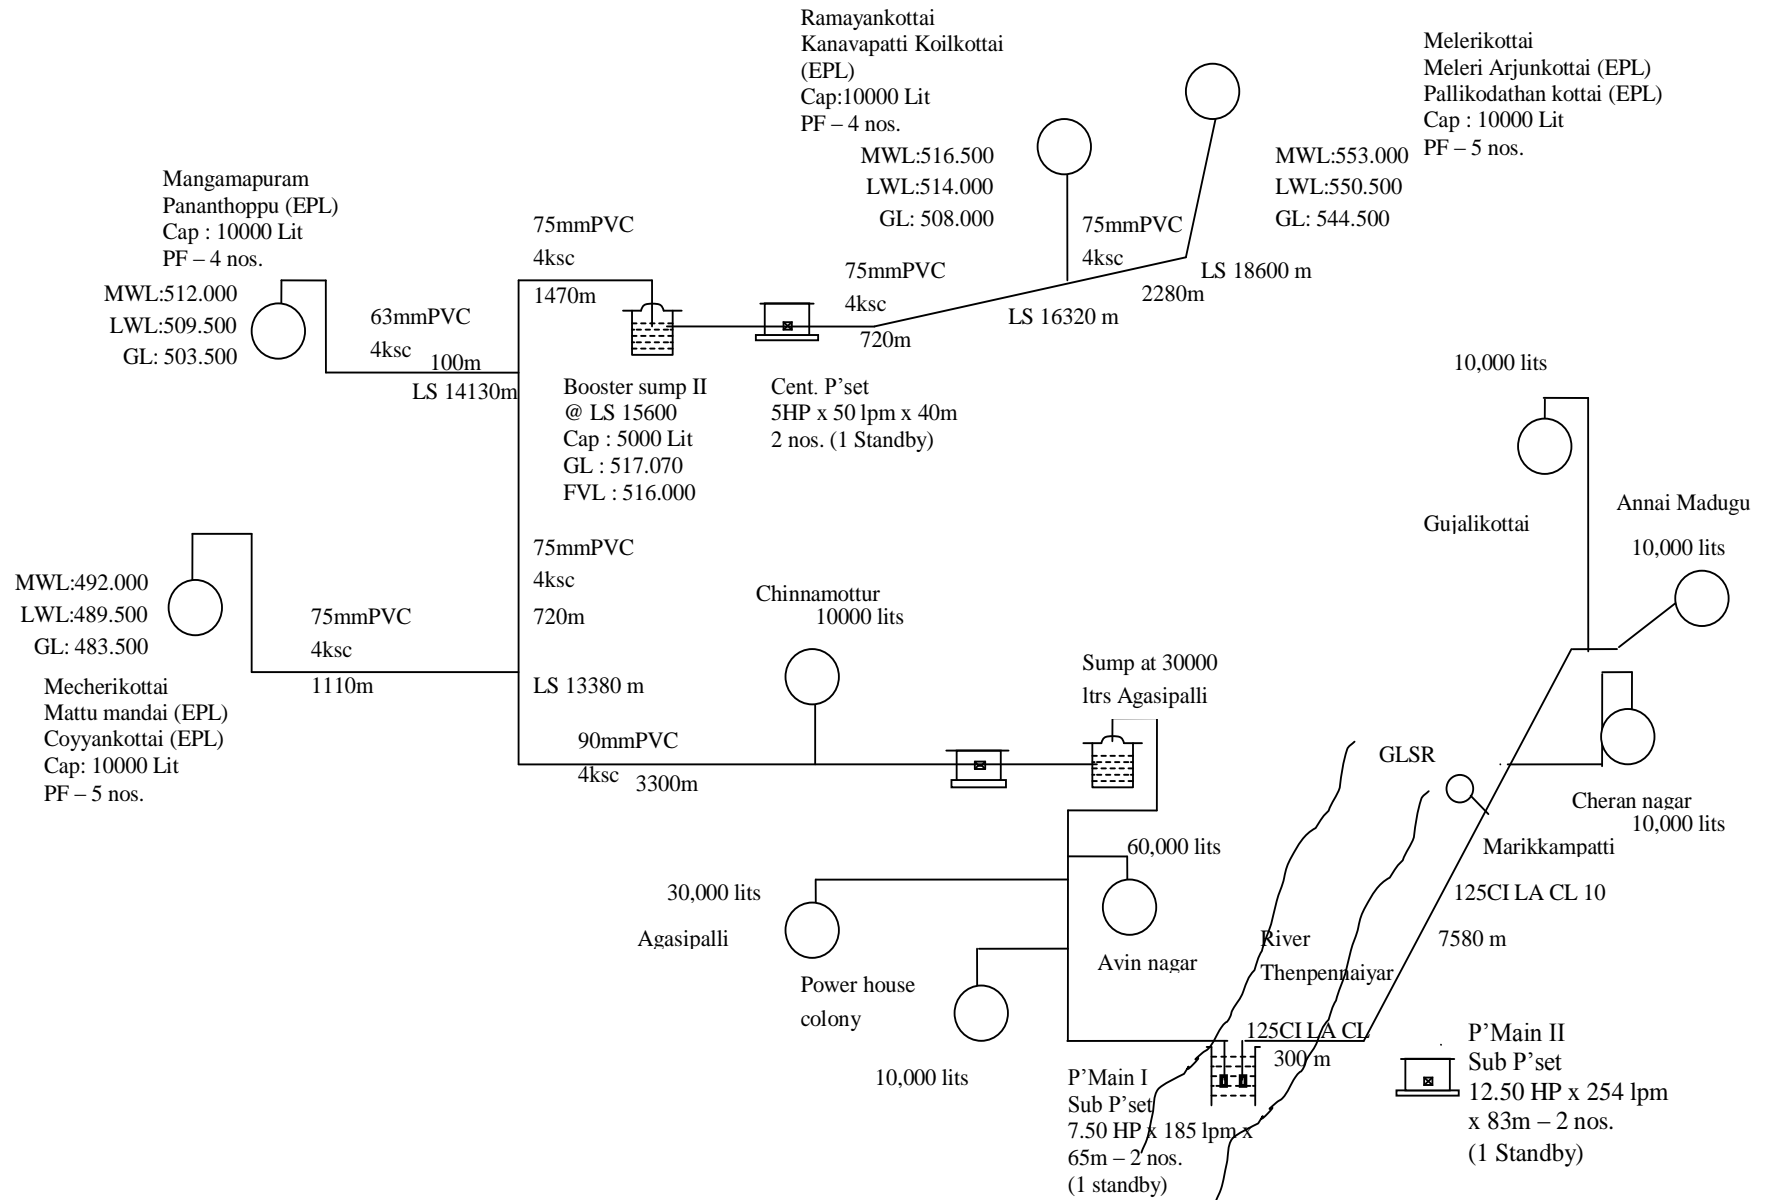 Ramayankottai
Kanavapatti Koilkottai
(EPL)
Cap:10000 Lit
PF – 4 nos.
MWL:516.500
LWL:514.000
GL: 508.000
Melerikottai
Meleri Arjunkottai (EPL)
Pallikodathan kottai (EPL)
Cap : 10000 Lit
PF – 5 nos.
MWL:553.000
LWL:550.500
GL: 544.500
Mangamapuram
Pananthoppu (EPL)
Cap : 10000 Lit
PF – 4 nos.
MWL:512.000
LWL:509.500
GL: 503.500
63mmPVC
4ksc
100m
LS 14130m
75mmPVC
4ksc
1470m
75mmPVC
4ksc
720m
75mmPVC
4ksc
LS 16320 m
2280m
LS 18600 m
Booster sump II
@ LS 15600
Cap : 5000 Lit
GL : 517.070
FVL : 516.000
Cent. P’set
5HP x 50 lpm x 40m
2 nos. (1 Standby)
10,000 lits
Gujalikottai
Annai Madugu
10,000 lits
MWL:492.000
LWL:489.500
GL: 483.500
Mecherikottai
Mattu mandai (EPL)
Coyyankottai (EPL)
Cap: 10000 Lit
PF – 5 nos.
75mmPVC
4ksc
1110m
75mmPVC
4ksc
720m
LS 13380 m
90mmPVC
4ksc
3300m
Chinnamottur
10000 lits
Sump at 30000
ltrs Agasipalli
GLSR
Cheran nagar
10,000 lits
Marikkampatti
125CI LA CL 10
7580 m
60,000 lits
30,000 lits
Agasipalli
Avin nagar
Power house
colony
10,000 lits
River
Thenpennaiyar
125CI LA CL
300 m
P’Main I
Sub P’set
7.50 HP x 185 lpm x
65m – 2 nos.
(1 standby)
P’Main II
Sub P’set
12.50 HP x 254 lpm
x 83m – 2 nos.
(1 Standby)